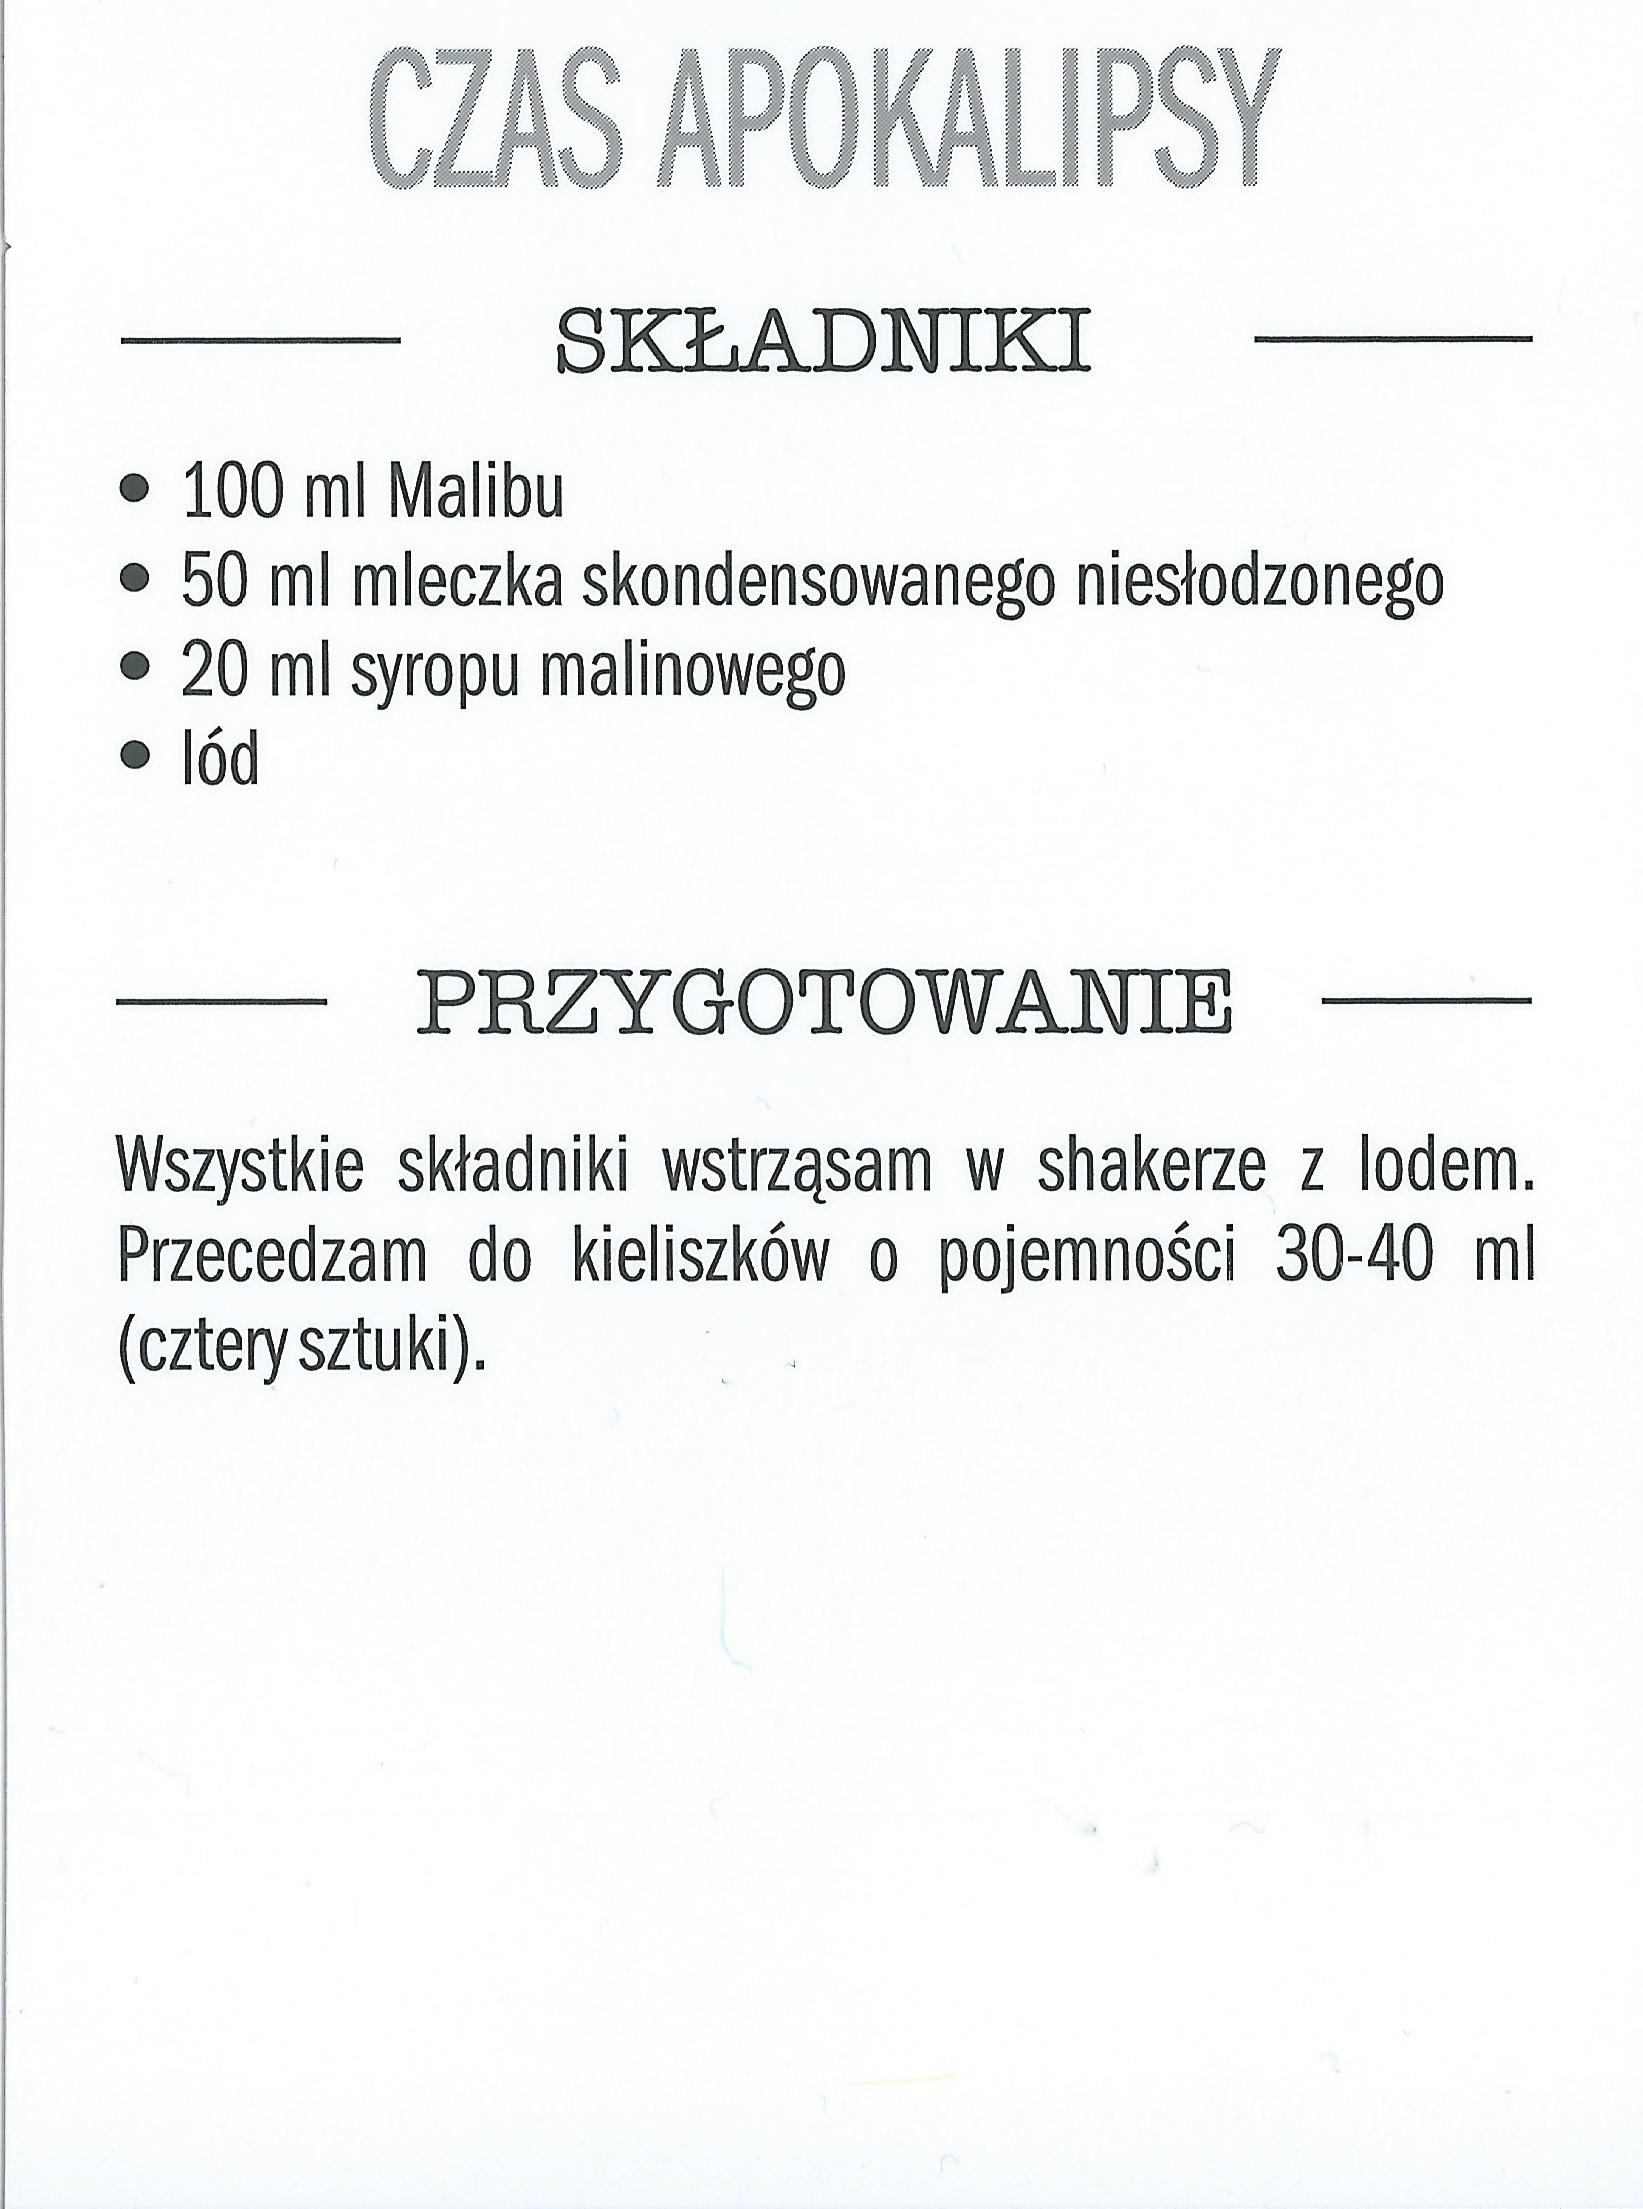 CZAS APOKALIPSY
SKŁADNIKI
• 100 ml Malibu
• 50 ml mleczka skondensowanego niesłodzonego
• 20 ml syropu malinowego
• lód
PRZYGOTOWANIE
Wszystkie składniki wstrząsam w shakerze z lodem.
Przecedzam do kieliszków o pojemności 30-40 ml
(cztery sztuki).